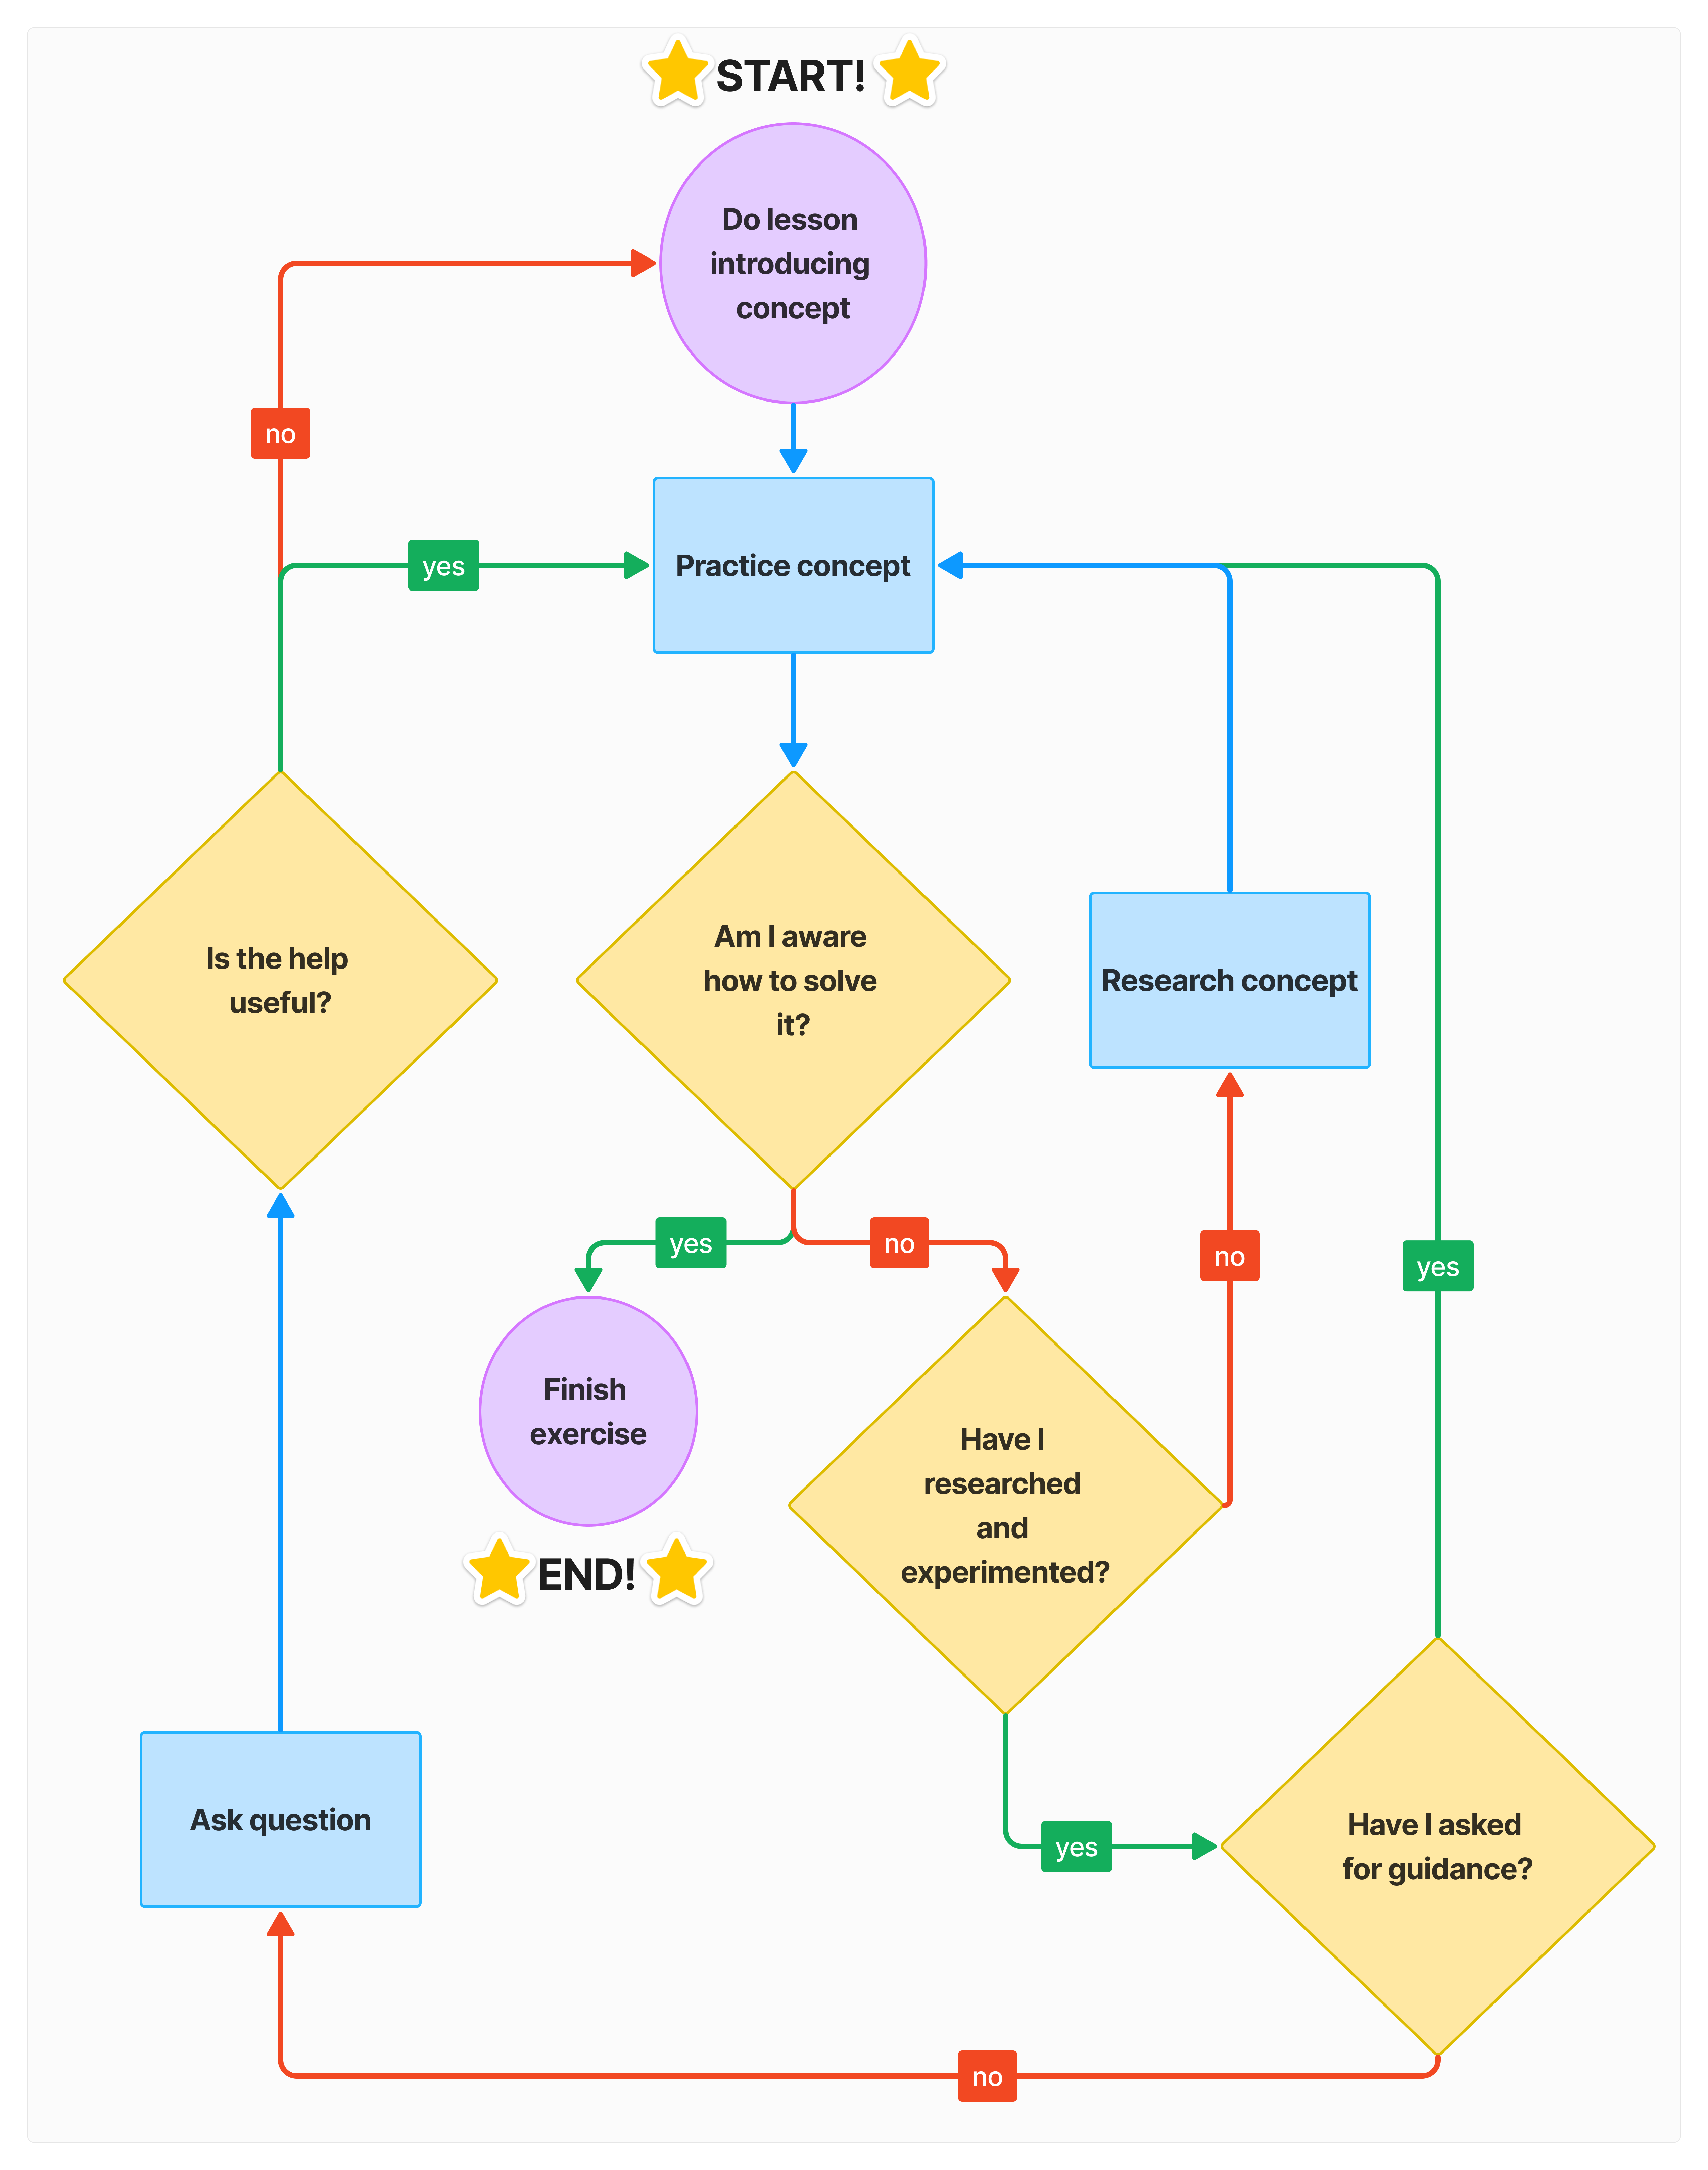 START!
Do lesson
introducing
concept
no
yes
Practice concept
Is the help
useful?
Am I aware
how to solve
it?
Research concept
yes
no
no
yes
Finish
exercise
END!
Have I
researched
and
experimented?
Ask question
yes
Have I asked
for guidance?
no